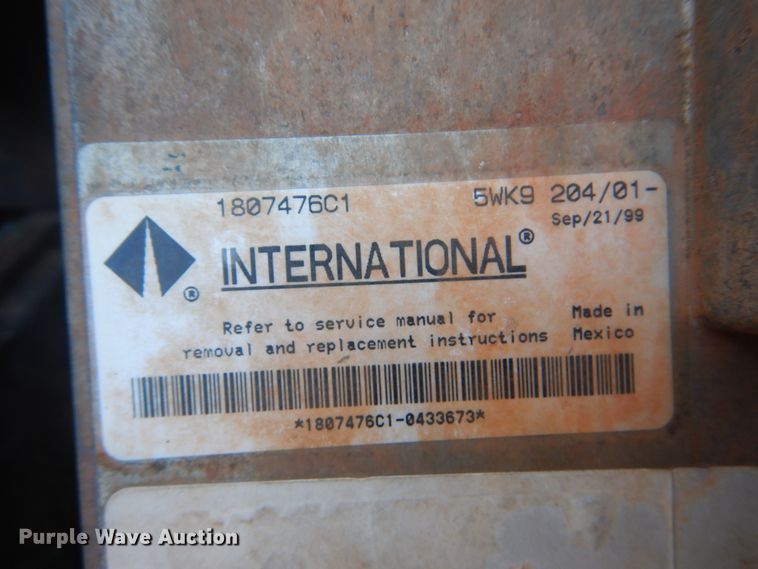 1807476C1 5WK9 204/01-
Sep/21/99
INTERNATIONAL®
®
Refer to service manual for
removal and replacement instructions
Made in
Mexico
*1807476C1-0433673*
Purple Wave Auction